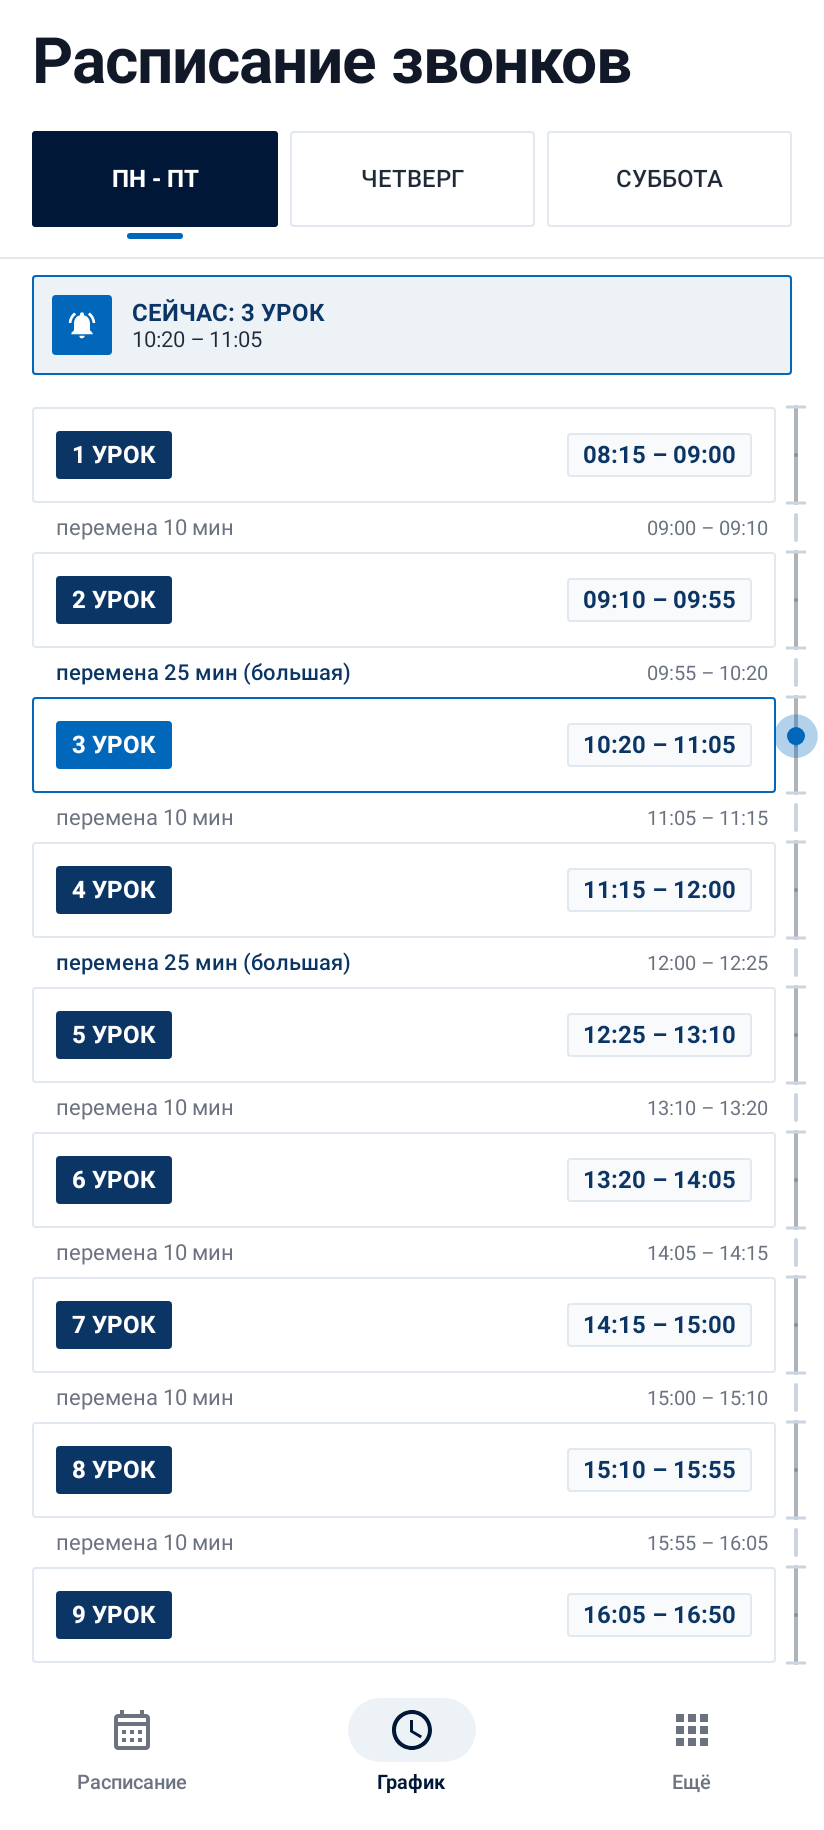 Расписание звонков
ПН - ПТ
ЧЕТВЕРГ
СУББОТА
СЕЙЧАС: 3 УРОК
10:20 – 11:05
1 УРОК 08:15 – 09:00
перемена 10 мин 09:00 – 09:10
2 УРОК 09:10 – 09:55
перемена 25 мин (большая) 09:55 – 10:20
3 УРОК 10:20 – 11:05
перемена 10 мин 11:05 – 11:15
4 УРОК 11:15 – 12:00
перемена 25 мин (большая) 12:00 – 12:25
5 УРОК 12:25 – 13:10
перемена 10 мин 13:10 – 13:20
6 УРОК 13:20 – 14:05
перемена 10 мин 14:05 – 14:15
7 УРОК 14:15 – 15:00
перемена 10 мин 15:00 – 15:10
8 УРОК 15:10 – 15:55
перемена 10 мин 15:55 – 16:05
9 УРОК 16:05 – 16:50
Расписание
График
Ещё